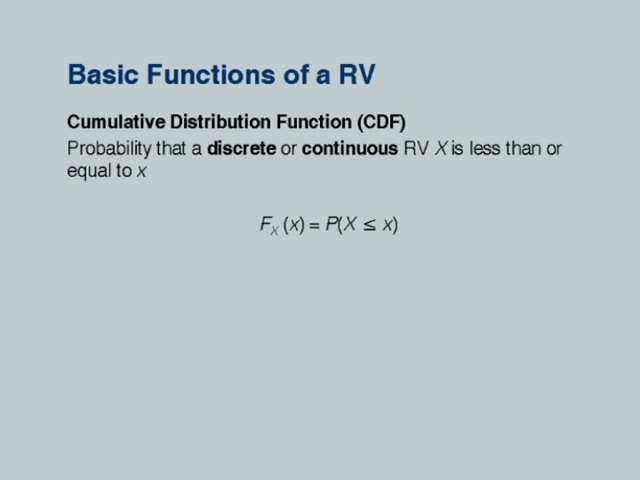 Basic Functions of a RV
Cumulative Distribution Function (CDF)
Probability that a discrete or continuous RV X is less than or
equal to x
F_X (x) = P(X ≤ x)